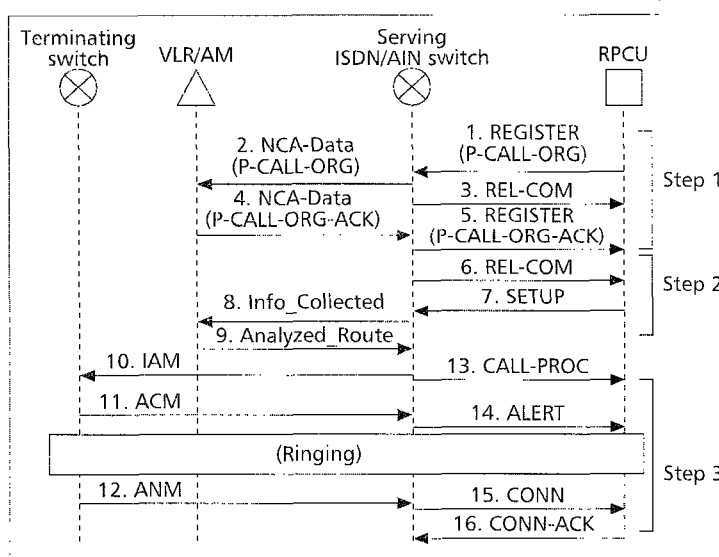 Terminating
switch
VLR/AM
Serving
ISDN/AIN switch
RPCU
1. REGISTER
(P-CALL-ORG)
2. NCA-Data
(P-CALL-ORG)
3. REL-COM
4. NCA-Data
(P-CALL-ORG-ACK)
5. REGISTER
(P-CALL-ORG-ACK)
Step 1
6. REL-COM
7. SETUP
8. Info_Collected
9. Analyzed_Route
Step 2
10. IAM
13. CALL-PROC
11. ACM
14. ALERT
(Ringing)
12. ANM
15. CONN
16. CONN-ACK
Step 3